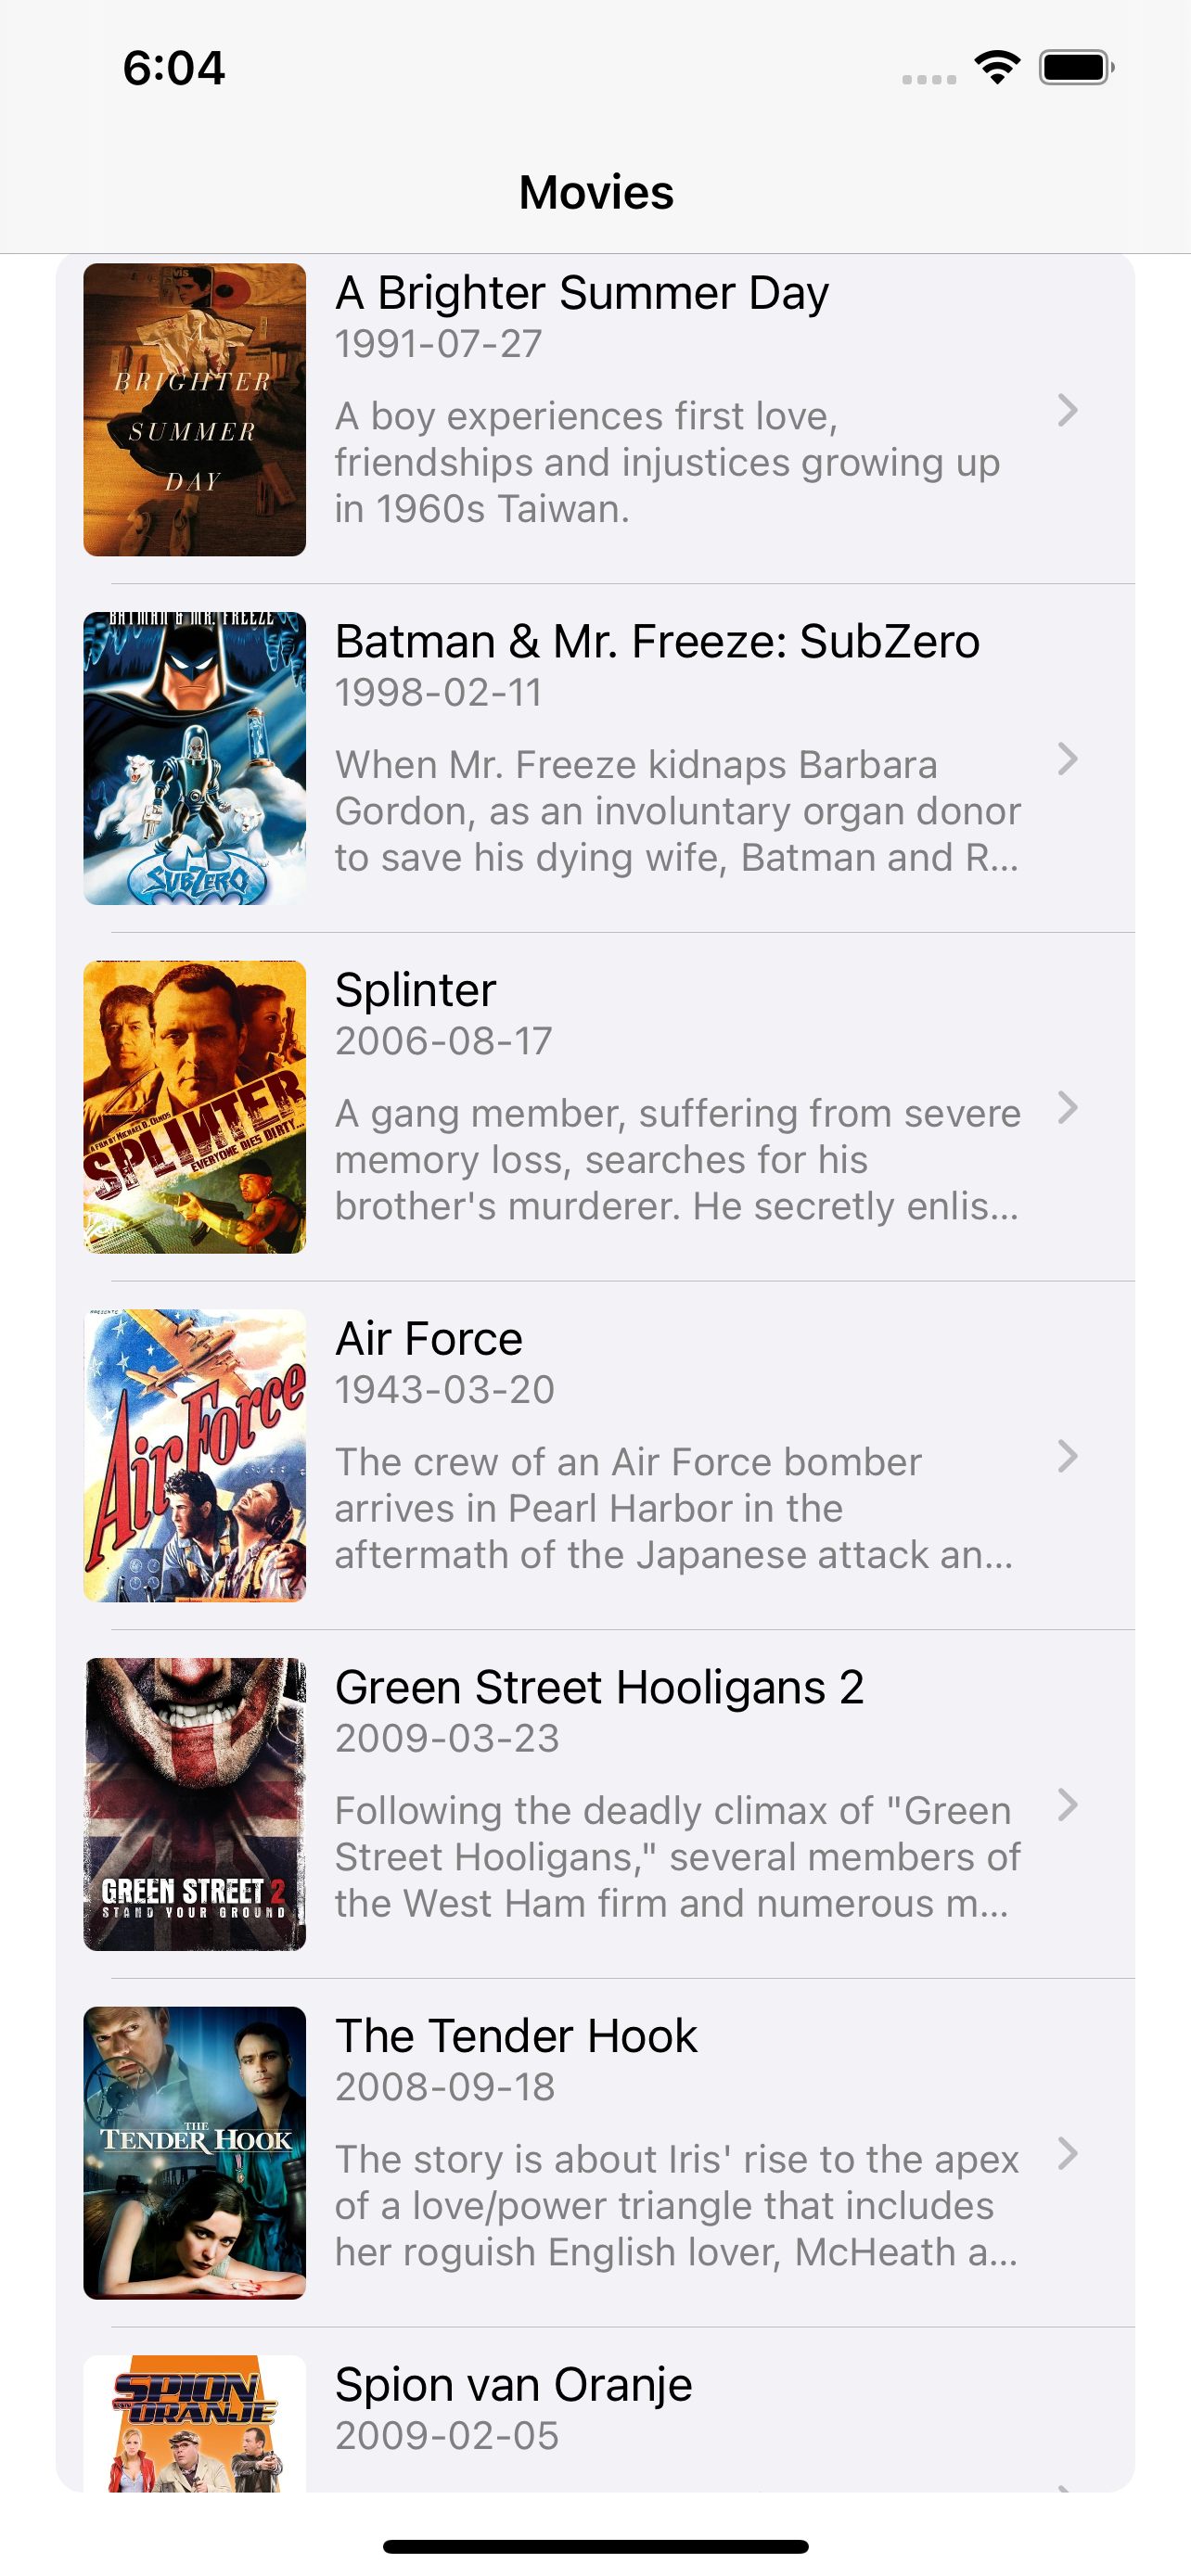 6:04
Movies
A Brighter Summer Day
1991-07-27
A boy experiences first love,
friendships and injustices growing up
in 1960s Taiwan.
A
BRIGHTER
SUMMER
DAY
Batman & Mr. Freeze: SubZero
1998-02-11
When Mr. Freeze kidnaps Barbara
Gordon, as an involuntary organ donor
to save his dying wife, Batman and R...
BATMAN & MR. FREEZE
SUBZERO
Splinter
2006-08-17
A gang member, suffering from severe
memory loss, searches for his
brother's murderer. He secretly enlis...
A FILM BY MICHAEL D. OLMOS
SPLINTER
EVERYONE DIES DIRTY...
Air Force
1943-03-20
The crew of an Air Force bomber
arrives in Pearl Harbor in the
aftermath of the Japanese attack an...
PRESENTS
Air Force
Green Street Hooligans 2
2009-03-23
Following the deadly climax of "Green
Street Hooligans," several members of
the West Ham firm and numerous m...
GREEN STREET 2
STAND YOUR GROUND
The Tender Hook
2008-09-18
The story is about Iris' rise to the apex
of a love/power triangle that includes
her roguish English lover, McHeath a...
THE
TENDER HOOK
Spion van Oranje
2009-02-05
SPION
VAN ORANJE